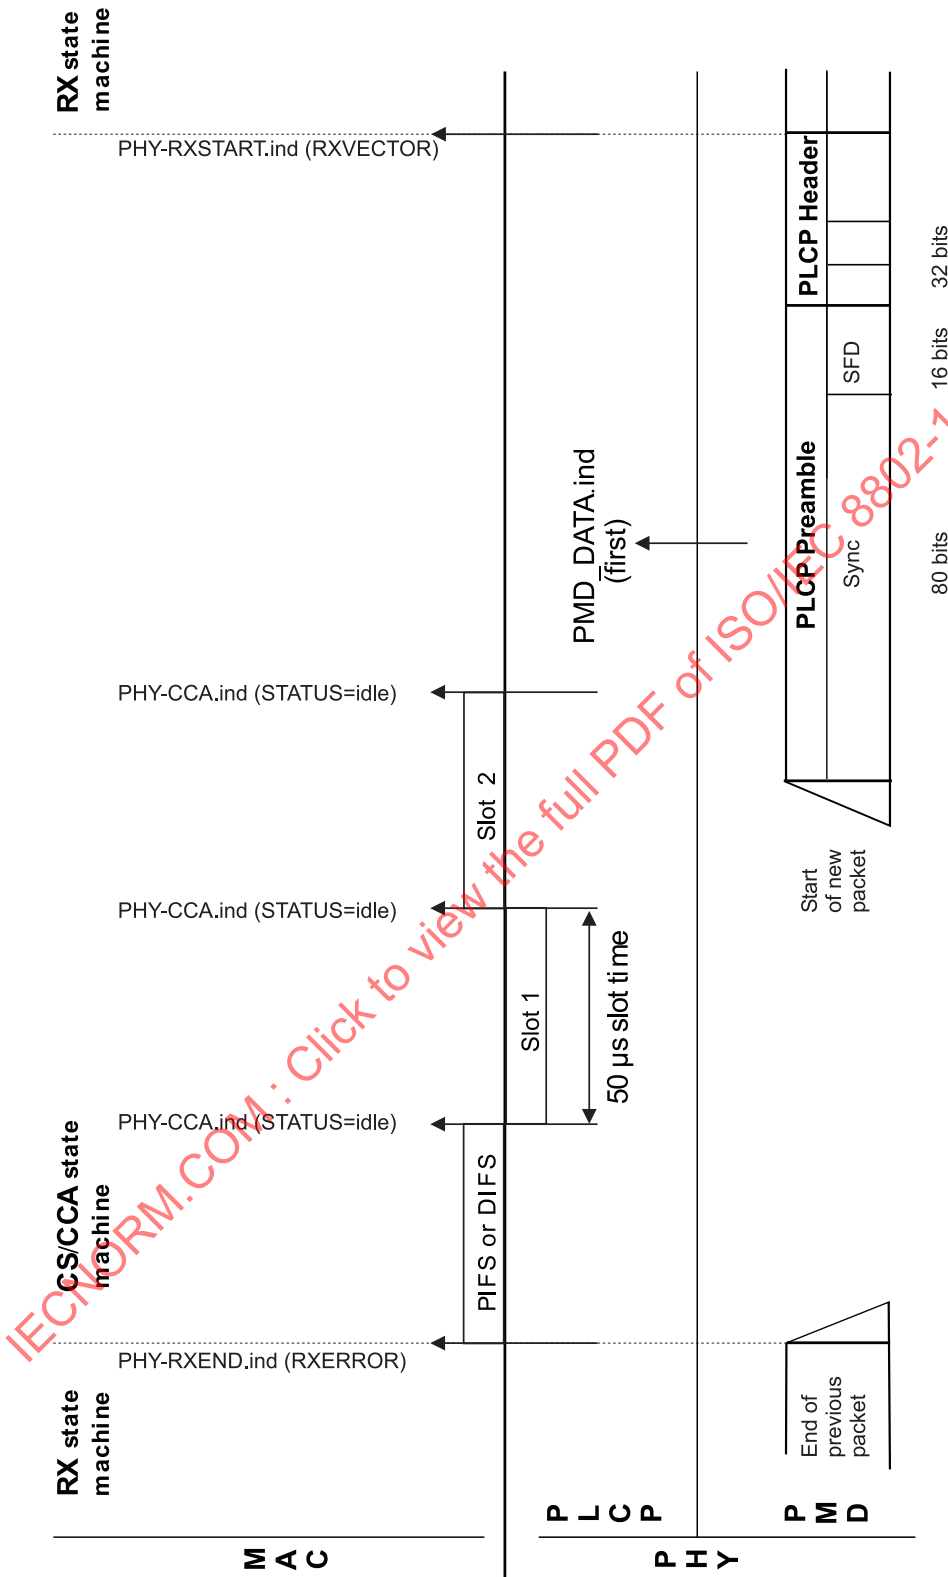 RX state
machine
CS/CCA state
machine
RX state
machine
PHY-RXEND.ind (RXERROR)
PHY-CCA.ind (STATUS=idle)
PHY-CCA.ind (STATUS=idle)
PHY-CCA.ind (STATUS=idle)
PHY-RXSTART.ind (RXVECTOR)
MAC
PIFS or DIFS
Slot 1
Slot 2
50 µs slot time
PLCP
PHY
PMD
PMD_DATA.ind
(first)
End of
previous
packet
Start
of new
packet
PLCP Preamble
PLCP Header
Sync
SFD
80 bits
16 bits
32 bits
IECNORM.COM : Click to view the full PDF of ISO/IEC 8802-